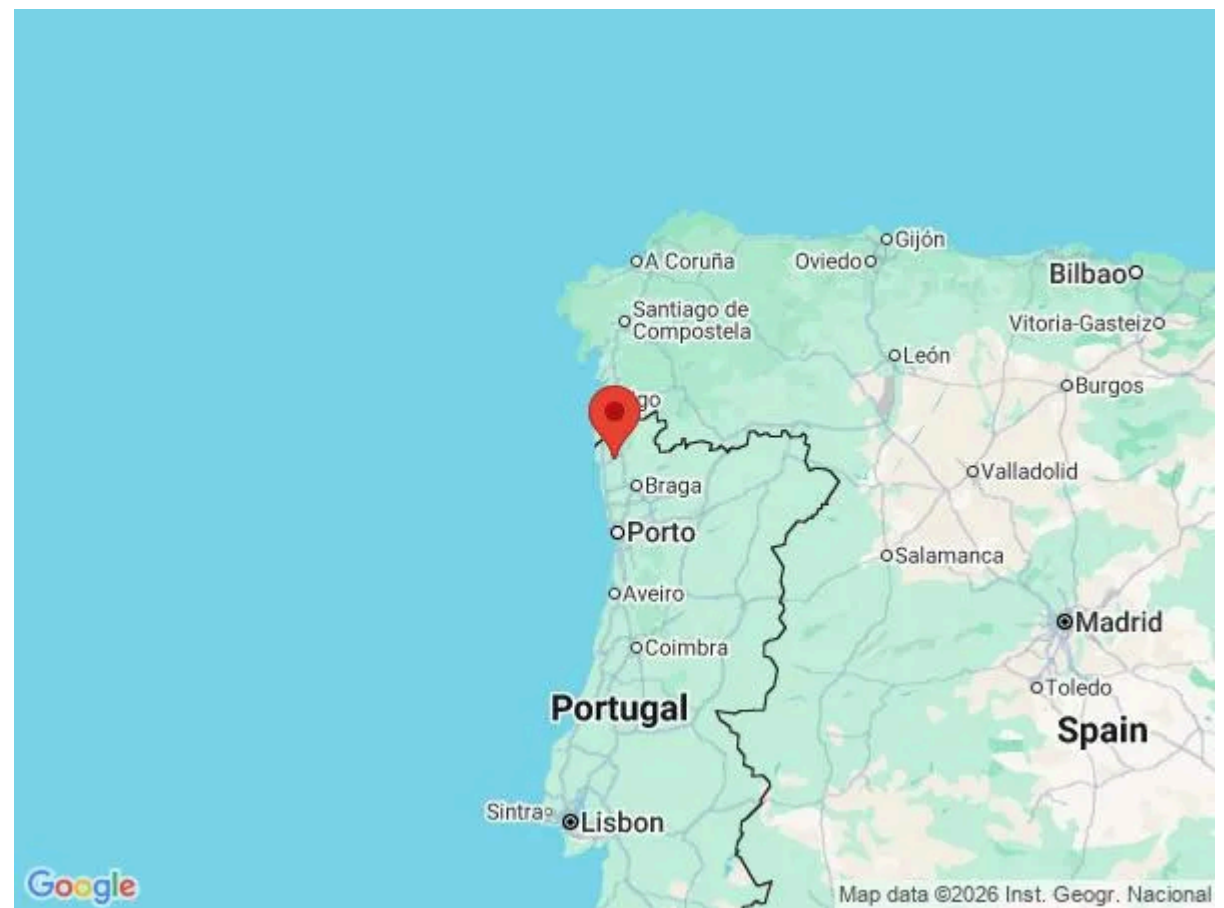 Gijón
A Coruña
Oviedo
Bilbao
Santiago de
Compostela
Vitoria-Gasteiz
León
Burgos
igo
Valladolid
Braga
Porto
Salamanca
Aveiro
Madrid
Coimbra
Toledo
Portugal
Spain
Sintra
Lisbon
Google
Map data ©2026 Inst. Geogr. Nacional